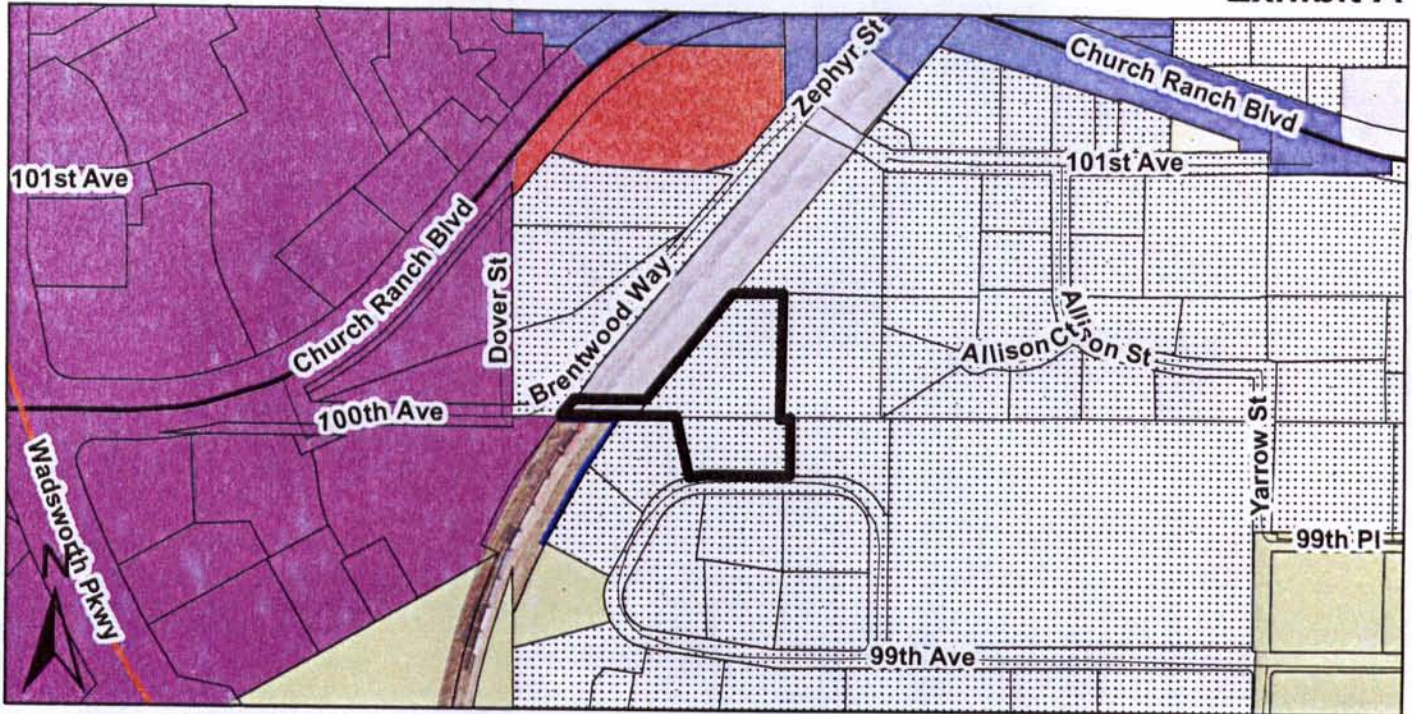 Zephyr St
Church Ranch Blvd
101st Ave
101st Ave
Church Ranch Blvd
Dover St
Brentwood Way
Allison Ct
Allison St
100th Ave
Wadsworth Pkwy
N
Yarrow St
99th Pl
99th Ave